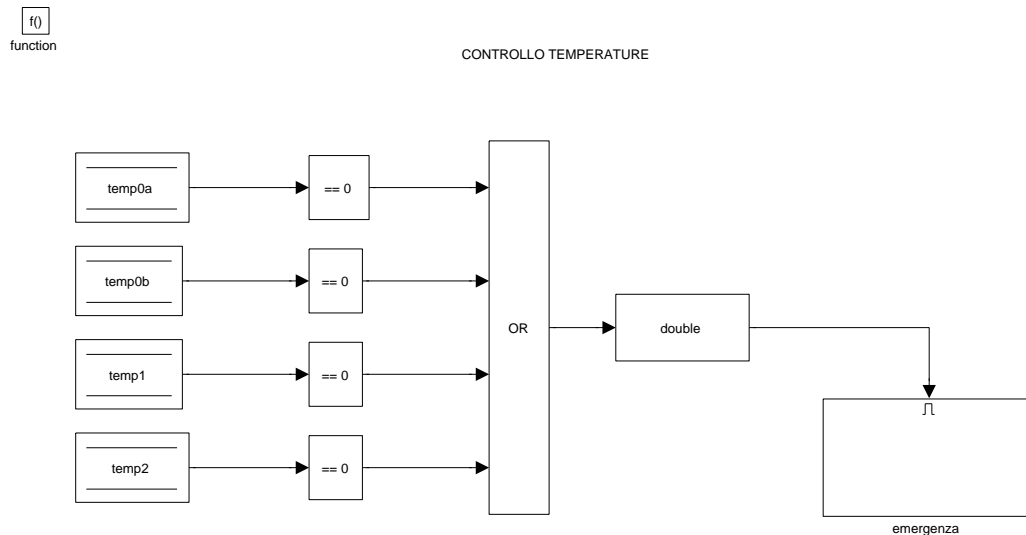 f()
function
CONTROLLO TEMPERATURE
temp0a
== 0
temp0b
== 0
OR
double
temp1
== 0
temp2
== 0
emergenza